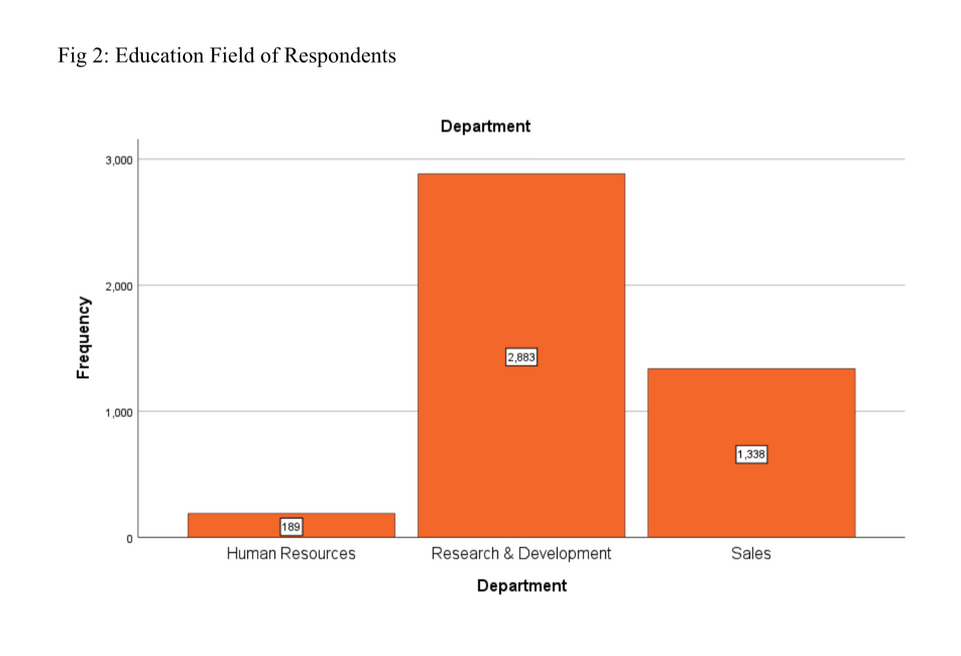 Fig 2: Education Field of Respondents
Department
3,000
2,000
1,000
0
Frequency
189
2,883
1,338
Human Resources
Research & Development
Sales
Department